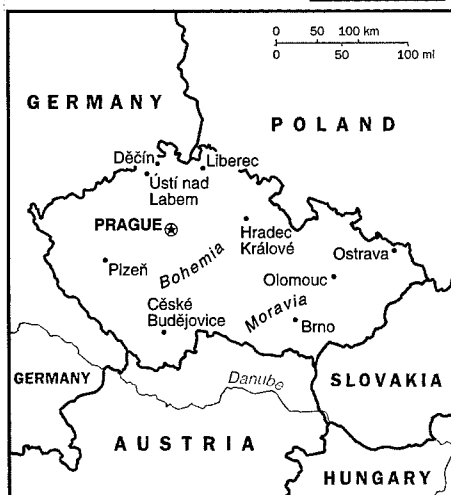 0 50 100 km
0 50 100 mi
GERMANY
POLAND
Děčín
Liberec
Ústí nad
Labem
PRAGUE
Hradec
Králové
Ostrava
Plzeň
Bohemia
Olomouc
České
Budějovice
Moravia
Brno
GERMANY
Danube
SLOVAKIA
AUSTRIA
HUNGARY